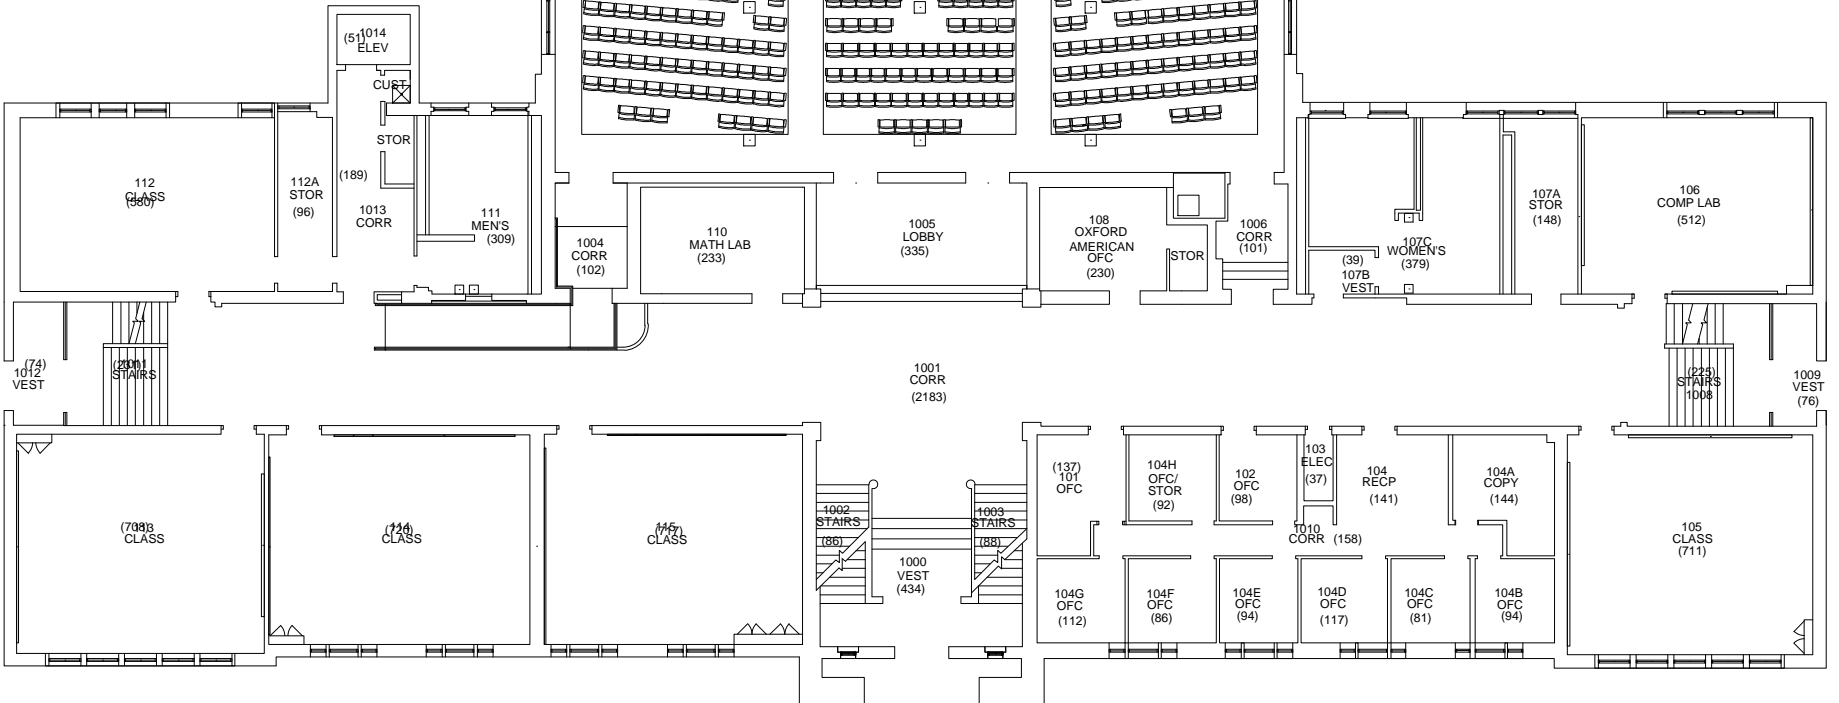 1014
(51)
ELEV
CUST
STOR
112
CLASS
(580)
112A
STOR
(96)
(189)
1013
CORR
111
MEN'S
(309)
1004
CORR
(102)
110
MATH LAB
(233)
1005
LOBBY
(335)
108
OXFORD
AMERICAN
OFC
(230)
STOR
1006
CORR
(101)
(39)
107B
VEST
107C
WOMEN'S
(379)
107A
STOR
(148)
106
COMP LAB
(512)
(74)
1012
VEST
1011
STAIRS
1001
CORR
(2183)
(225)
STAIRS
1008
1009
VEST
(76)
(708)
113
CLASS
114
(720)
CLASS
115
(717)
CLASS
1002
STAIRS
(86)
1003
STAIRS
(88)
1000
VEST
(434)
(137)
101
OFC
104H
OFC/
STOR
(92)
102
OFC
(98)
103
ELEC
(37)
104
RECP
(141)
104A
COPY
(144)
1010
CORR (158)
105
CLASS
(711)
104G
OFC
(112)
104F
OFC
(86)
104E
OFC
(94)
104D
OFC
(117)
104C
OFC
(81)
104B
OFC
(94)